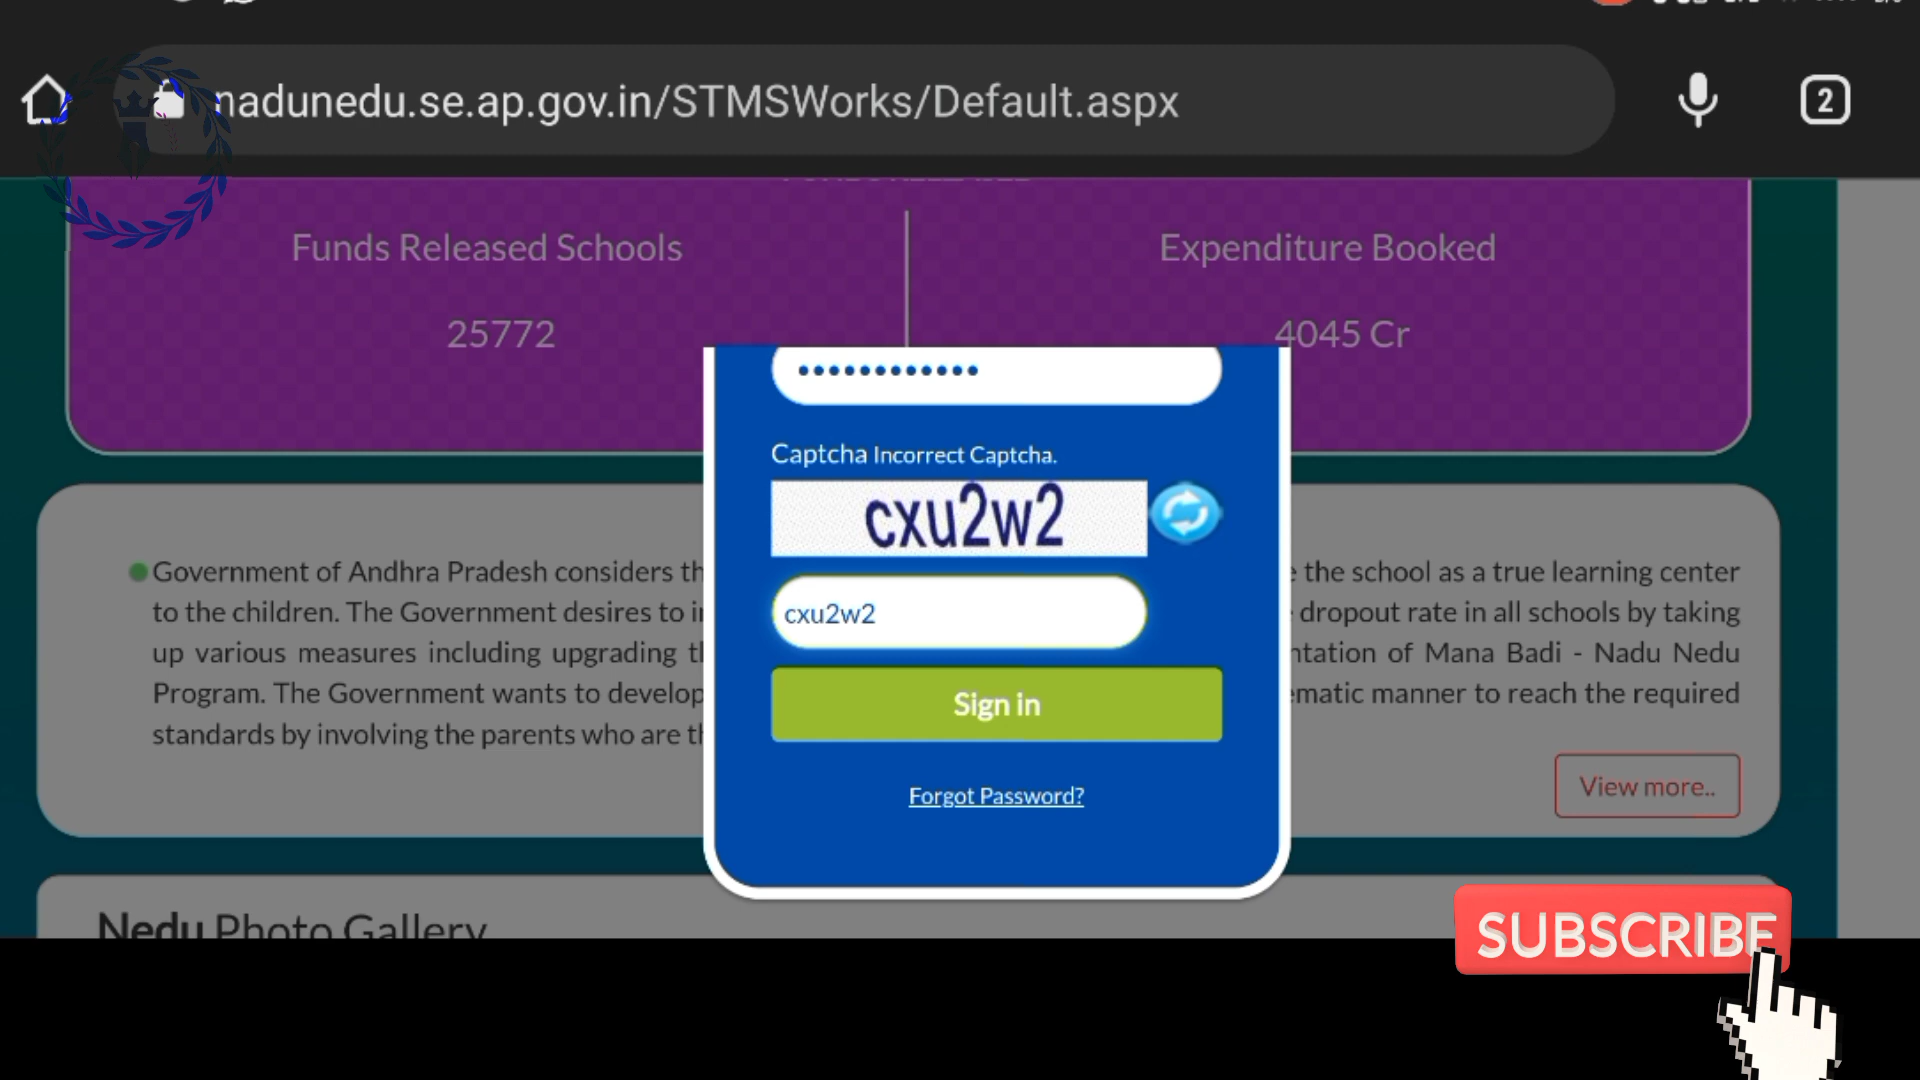 nadunedu.se.ap.gov.in/STMSWorks/Default.aspx
2
Funds Released Schools
Expenditure Booked
25772
4045 Cr
••••••••••••
Captcha Incorrect Captcha.
cxu2w2
cxu2w2
Sign in
Forgot Password?
Government of Andhra Pradesh considers the school as a true learning center
to the children. The Government desires to dropout rate in all schools by taking
up various measures including upgrading of Mana Badi - Nadu Nedu
Program. The Government wants to develop manner to reach the required
standards by involving the parents who are
View more..
Nedu Photo Gallery
SUBSCRIBE